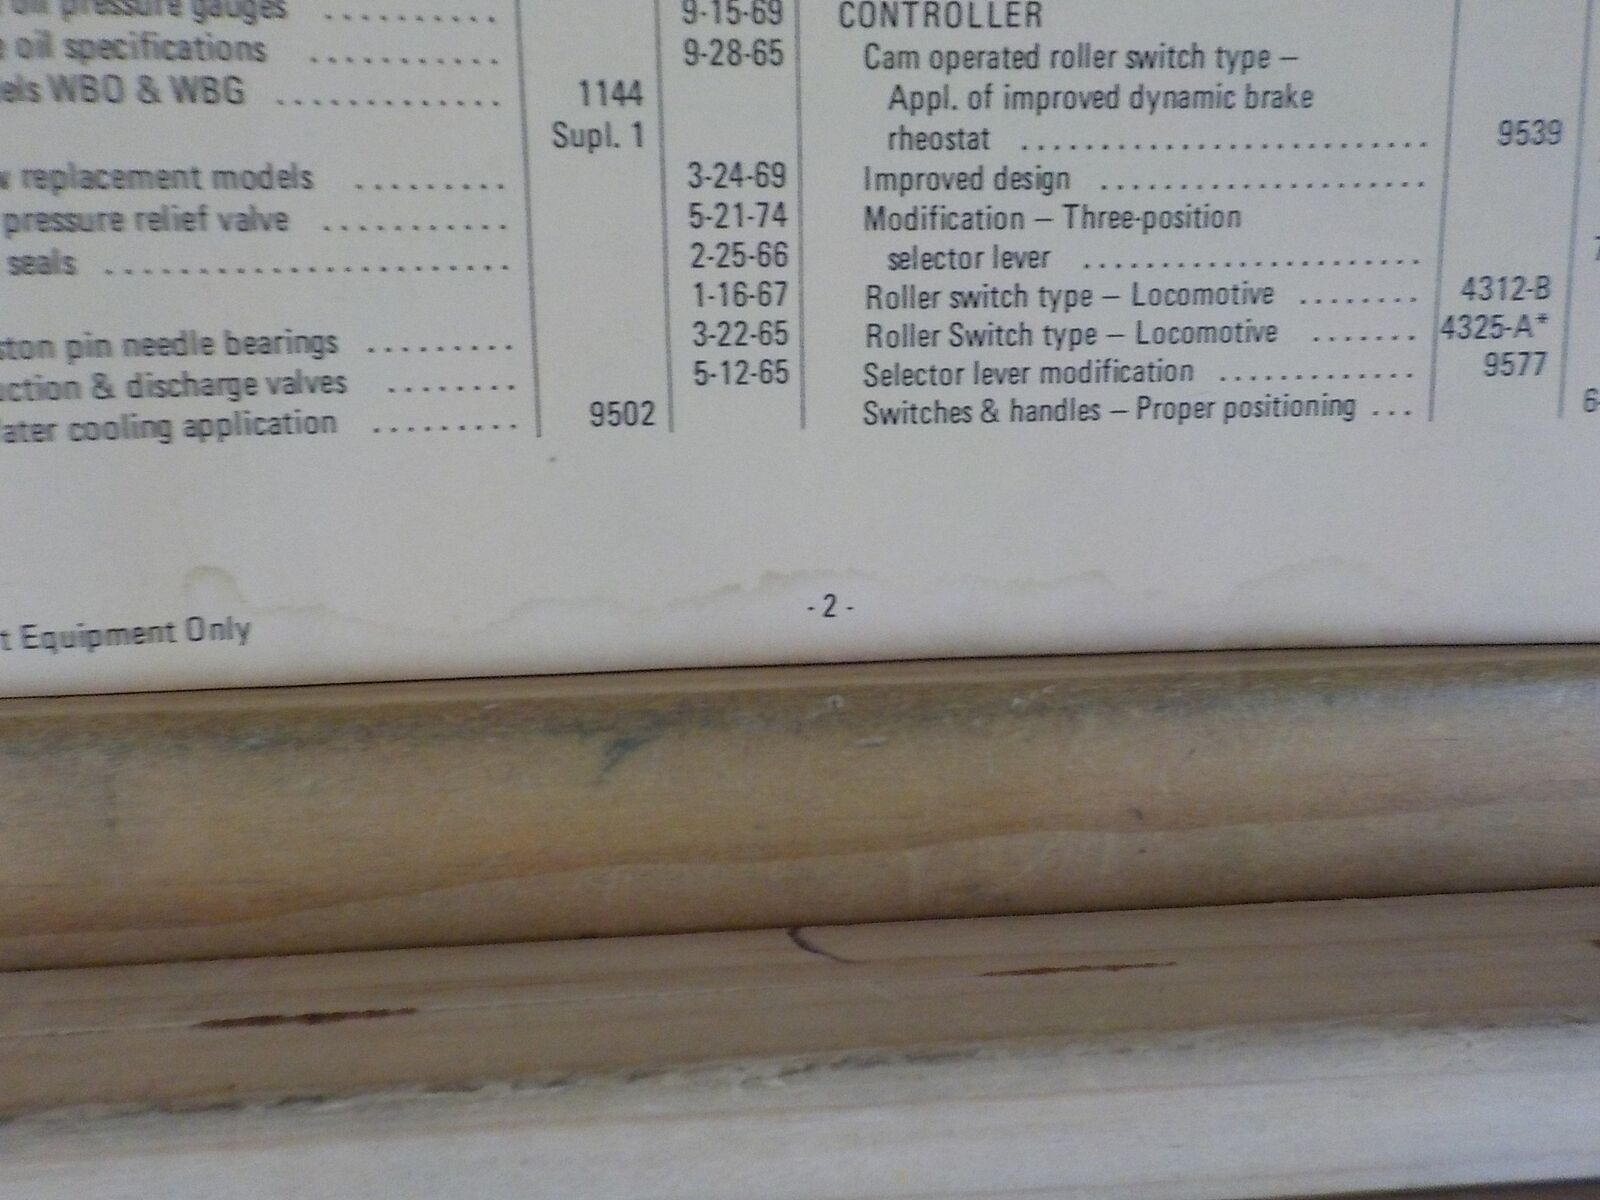 oil pressure gauges .......... 9-15-69
oil specifications .......... 9-28-65
WBO & WBG .............. 1144
Supl. 1
replacement models ......... 3-24-69
pressure relief valve ........... 5-21-74
seals ........................ 2-25-66
1-16-67
pin needle bearings ......... 3-22-65
& discharge valves ........ 5-12-65
cooling application ......... 9502
CONTROLLER
Cam operated roller switch type –
Appl. of improved dynamic brake
rheostat ............................ 9539
Improved design ......................
Modification – Three-position
selector lever .......................
Roller switch type – Locomotive ........ 4312-B
Roller Switch type – Locomotive ....... 4325-A*
Selector lever modification ............. 9577
Switches & handles – Proper positioning ...
Equipment Only
- 2 -